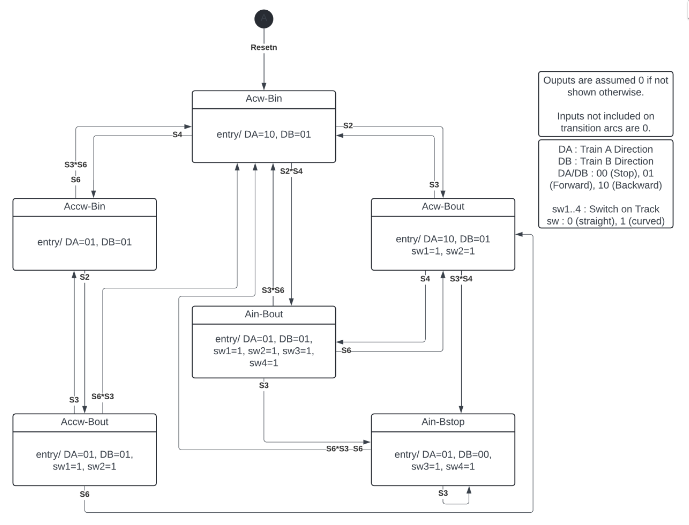 Resetn
Acw-Bin
entry/ DA=10, DB=01
Ouputs are assumed 0 if not
shown otherwise.
Inputs not included on
transition arcs are 0.
DA : Train A Direction
DB : Train B Direction
DA/DB : 00 (Stop), 01
(Forward), 10 (Backward)
sw1..4 : Switch on Track
sw : 0 (straight), 1 (curved)
S2
S4
S3*S6
S6
S2*S4
S3
Accw-Bin
entry/ DA=01, DB=01
Acw-Bout
entry/ DA=10, DB=01
sw1=1, sw2=1
S2
S3*S6
S4
S3*S4
Ain-Bout
entry/ DA=01, DB=01,
sw1=1, sw2=1, sw3=1,
sw4=1
S6
S3
S3
S6*S3
Accw-Bout
entry/ DA=01, DB=01,
sw1=1, sw2=1
Ain-Bstop
entry/ DA=01, DB=00,
sw3=1, sw4=1
S6*S3
S6
S6
S3